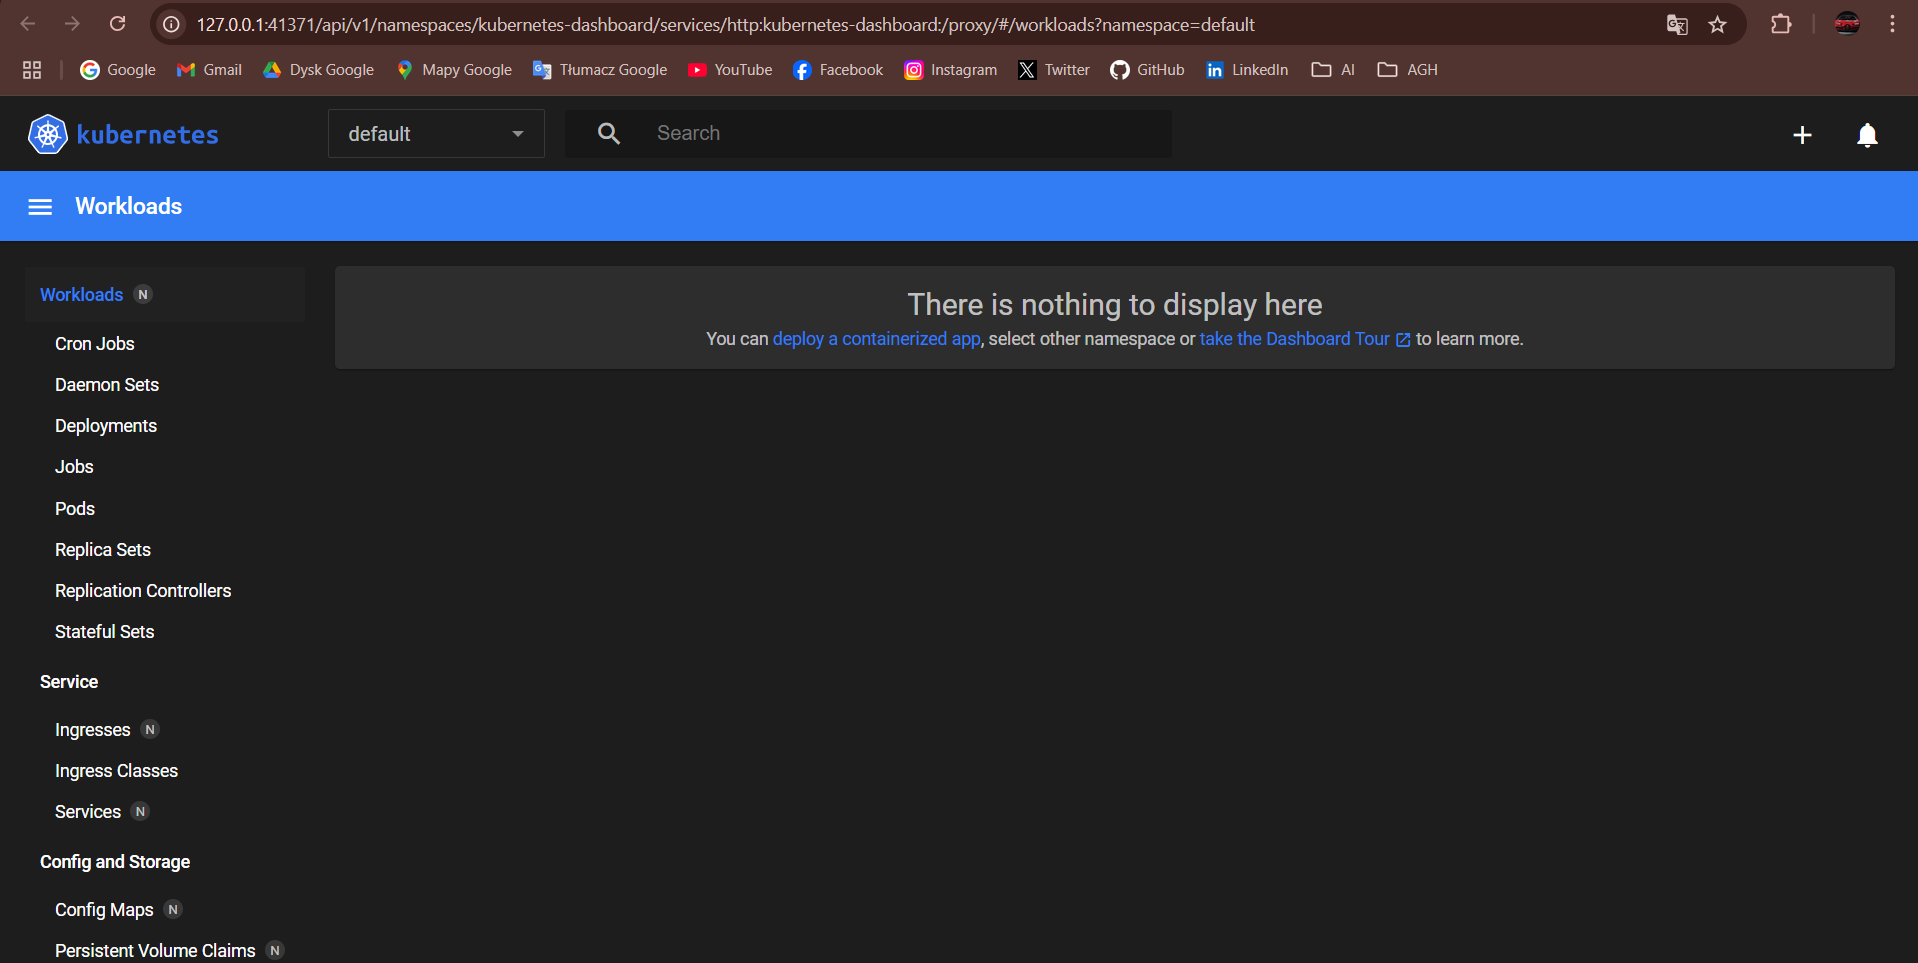 127.0.0.1:41371/api/v1/namespaces/kubernetes-dashboard/services/http:kubernetes-dashboard:/proxy/#/workloads?namespace=default
Google Gmail Dysk Google Mapy Google Tłumacz Google YouTube Facebook Instagram Twitter GitHub LinkedIn AI AGH
kubernetes default Search
Workloads
Workloads N
There is nothing to display here
You can deploy a containerized app, select other namespace or take the Dashboard Tour to learn more.
Cron Jobs
Daemon Sets
Deployments
Jobs
Pods
Replica Sets
Replication Controllers
Stateful Sets
Service
Ingresses N
Ingress Classes
Services N
Config and Storage
Config Maps N
Persistent Volume Claims N